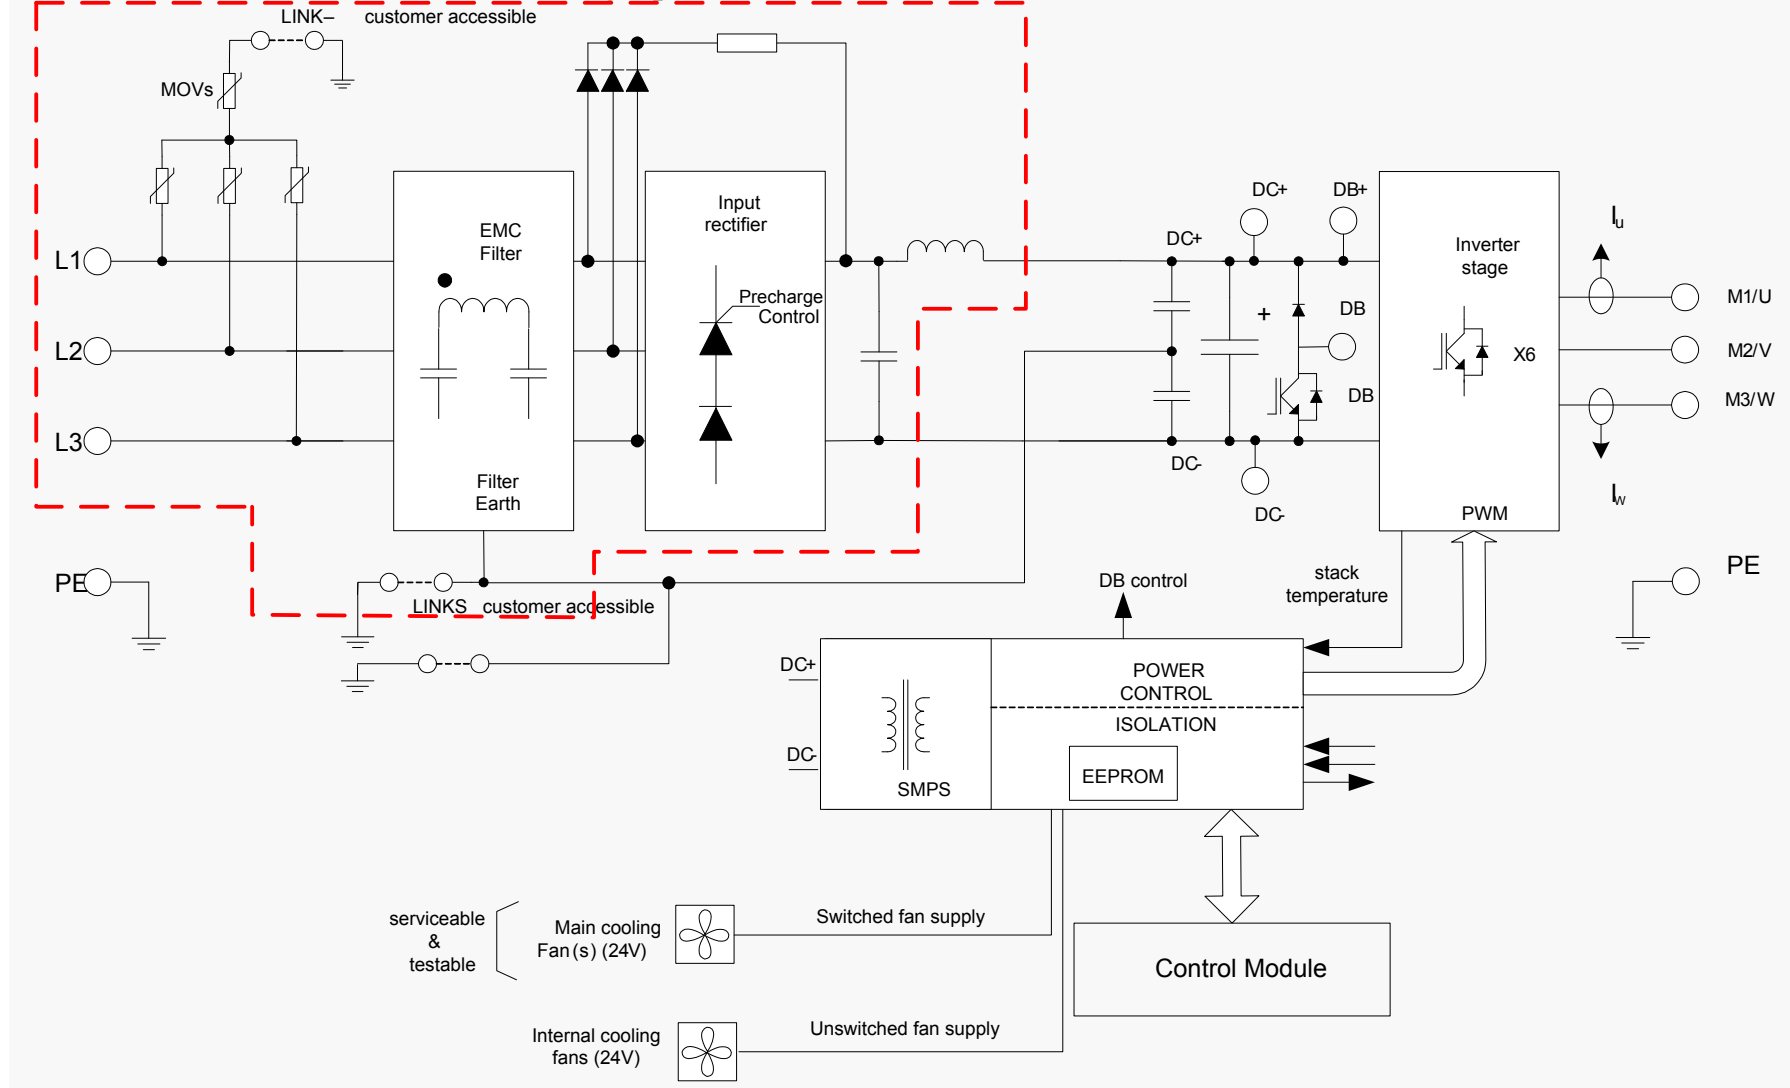 LINK– customer accessible
MOVs
L1
L2
L3
PE
EMC
Filter
Filter
Earth
Input
rectifier
Precharge
Control
LINKS customer accessible
DC+
DC+
DB+
+
DB
DB
DC-
DC-
Inverter
stage
X6
PWM
Iu
Iw
M1/U
M2/V
M3/W
PE
stack
temperature
DB control
DC+
DC-
SMPS
POWER
CONTROL
ISOLATION
EEPROM
Control Module
serviceable
&
testable
Main cooling
Fan(s) (24V)
Switched fan supply
Internal cooling
fans (24V)
Unswitched fan supply